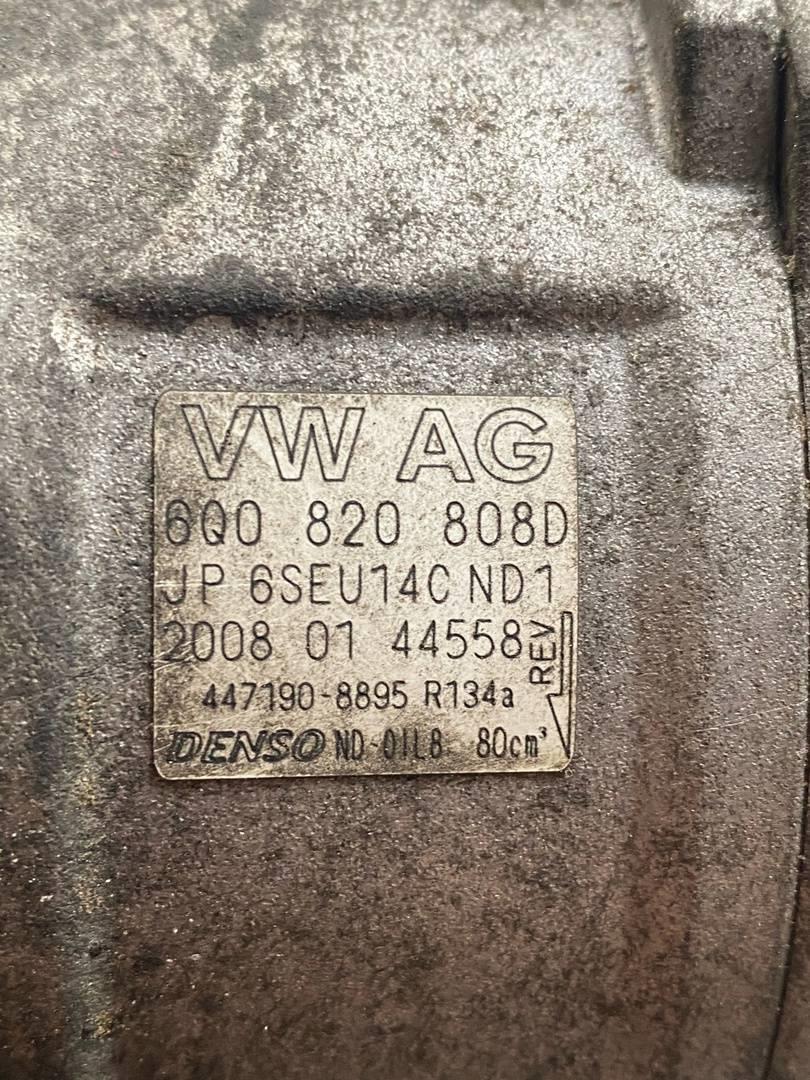 VW AG
6Q0 820 808D
JP 6SEU14C ND1
2008 01 44558
REV
447190-8895 R134a
DENSO ND-OIL8 80cm³